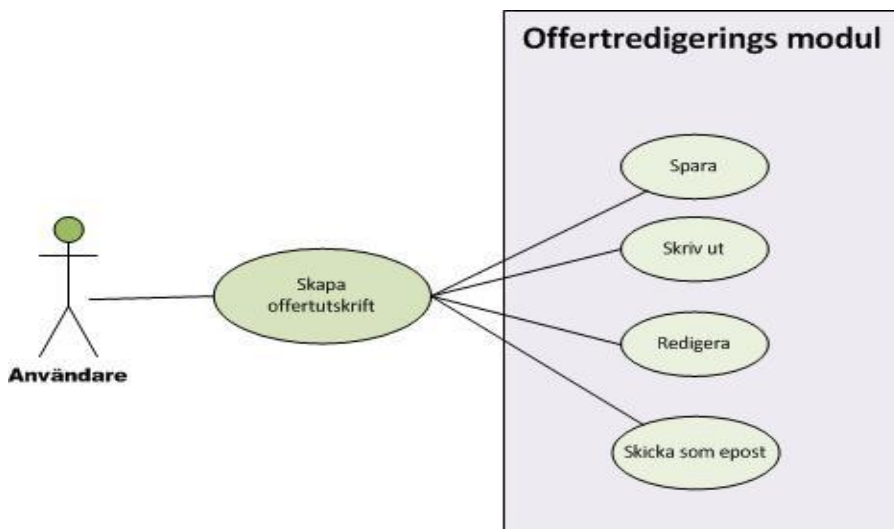 Offertredigerings modul
Spara
Skriv ut
Skapa
offertutskrift
Redigera
Användare
Skicka som epost